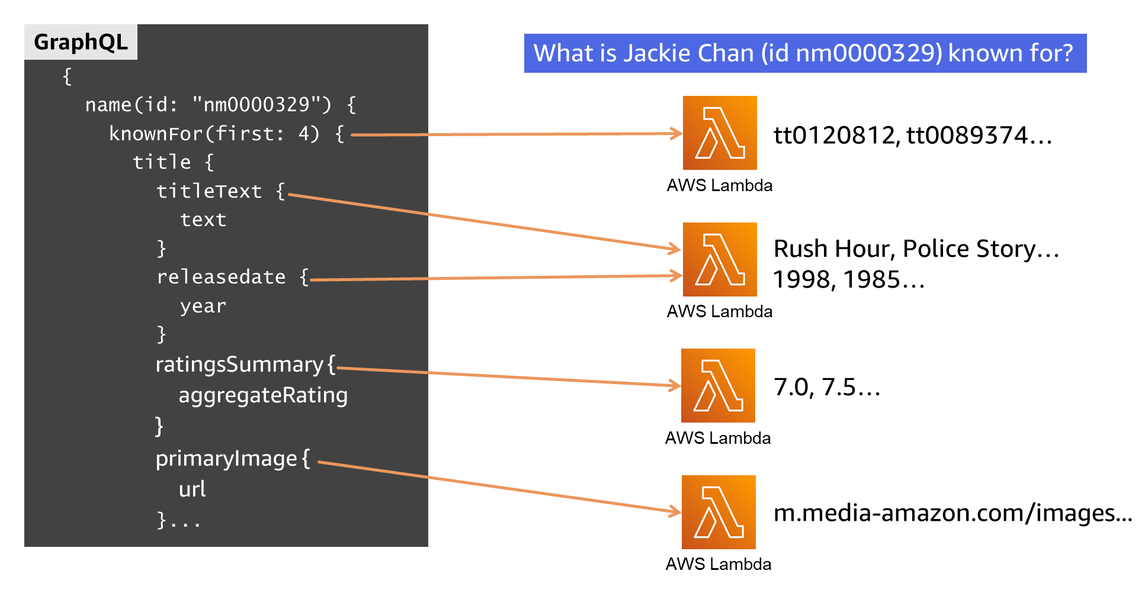 GraphQL
{
name(id: "nm0000329") {
knownFor(first: 4) {
title {
titleText {
text
}
releasedate {
year
}
ratingsSummary{
aggregateRating
}
primaryImage{
url
}...
What is Jackie Chan (id nm0000329) known for?
tt0120812, tt0089374...
AWS Lambda
Rush Hour, Police Story...
1998, 1985...
AWS Lambda
7.0, 7.5...
AWS Lambda
m.media-amazon.com/images...
AWS Lambda